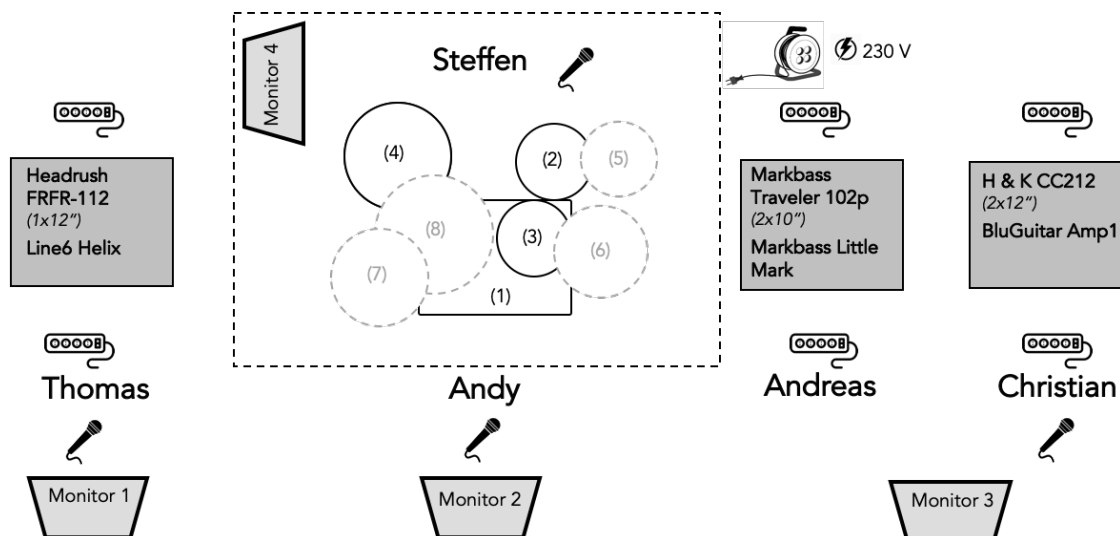 Monitor 4
Steffen
230 V
(4)
(2)
(5)
(8)
(3)
(6)
(7)
(1)
Headrush
FRFR-112
(1x12”)
Line6 Helix
Markbass
Traveler 102p
(2x10”)
Markbass Little
Mark
H & K CC212
(2x12”)
BluGuitar Amp1
Thomas
Andy
Andreas
Christian
Monitor 1
Monitor 2
Monitor 3